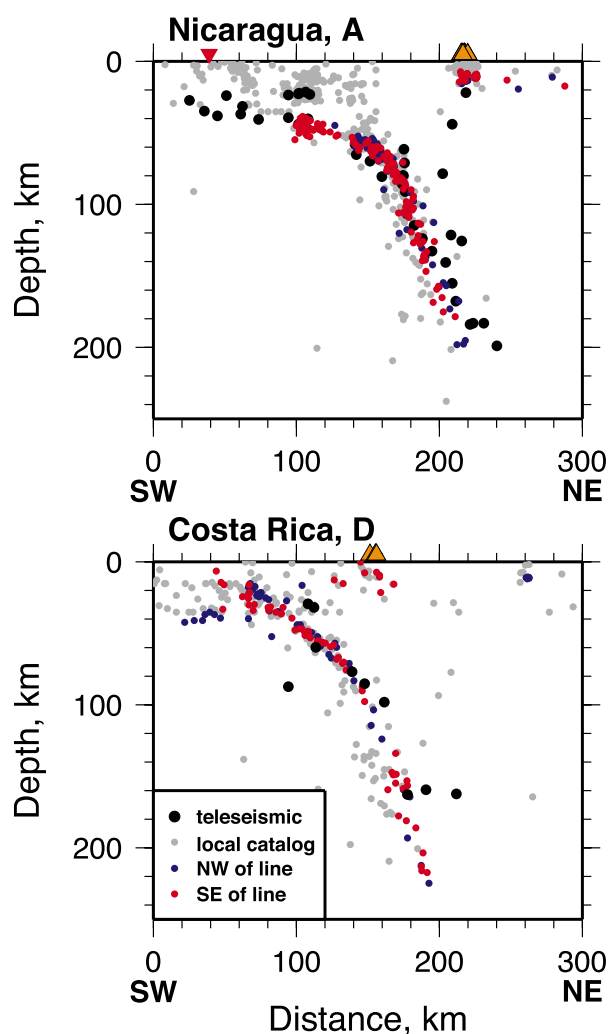 Nicaragua, A
0
100
200
Depth, km
0 100 200 300
SW NE
Costa Rica, D
0
100
200
Depth, km
teleseismic
local catalog
NW of line
SE of line
0 100 200 300
SW NE
Distance, km